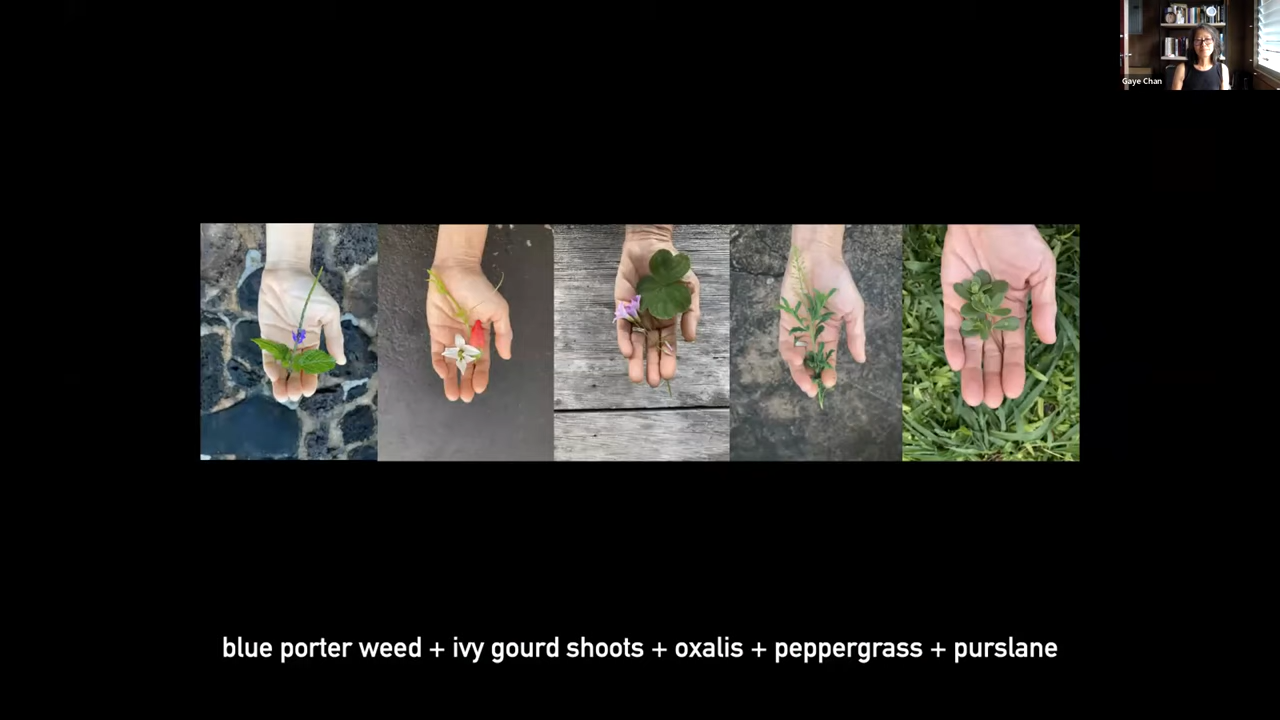 Gaye Chan
blue porter weed + ivy gourd shoots + oxalis + peppergrass + purslane